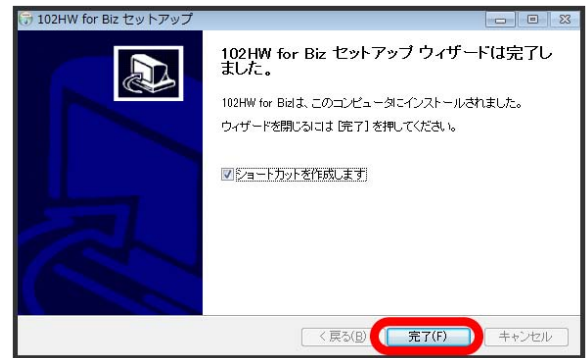 102HW for Biz セットアップ
102HW for Biz セットアップ ウィザードは完了し
ました。
102HW for Bizは、このコンピュータにインストールされました。
ウィザードを閉じるには [完了] を押してください。
ショートカットを作成します
< 戻る(B)
完了(F)
キャンセル